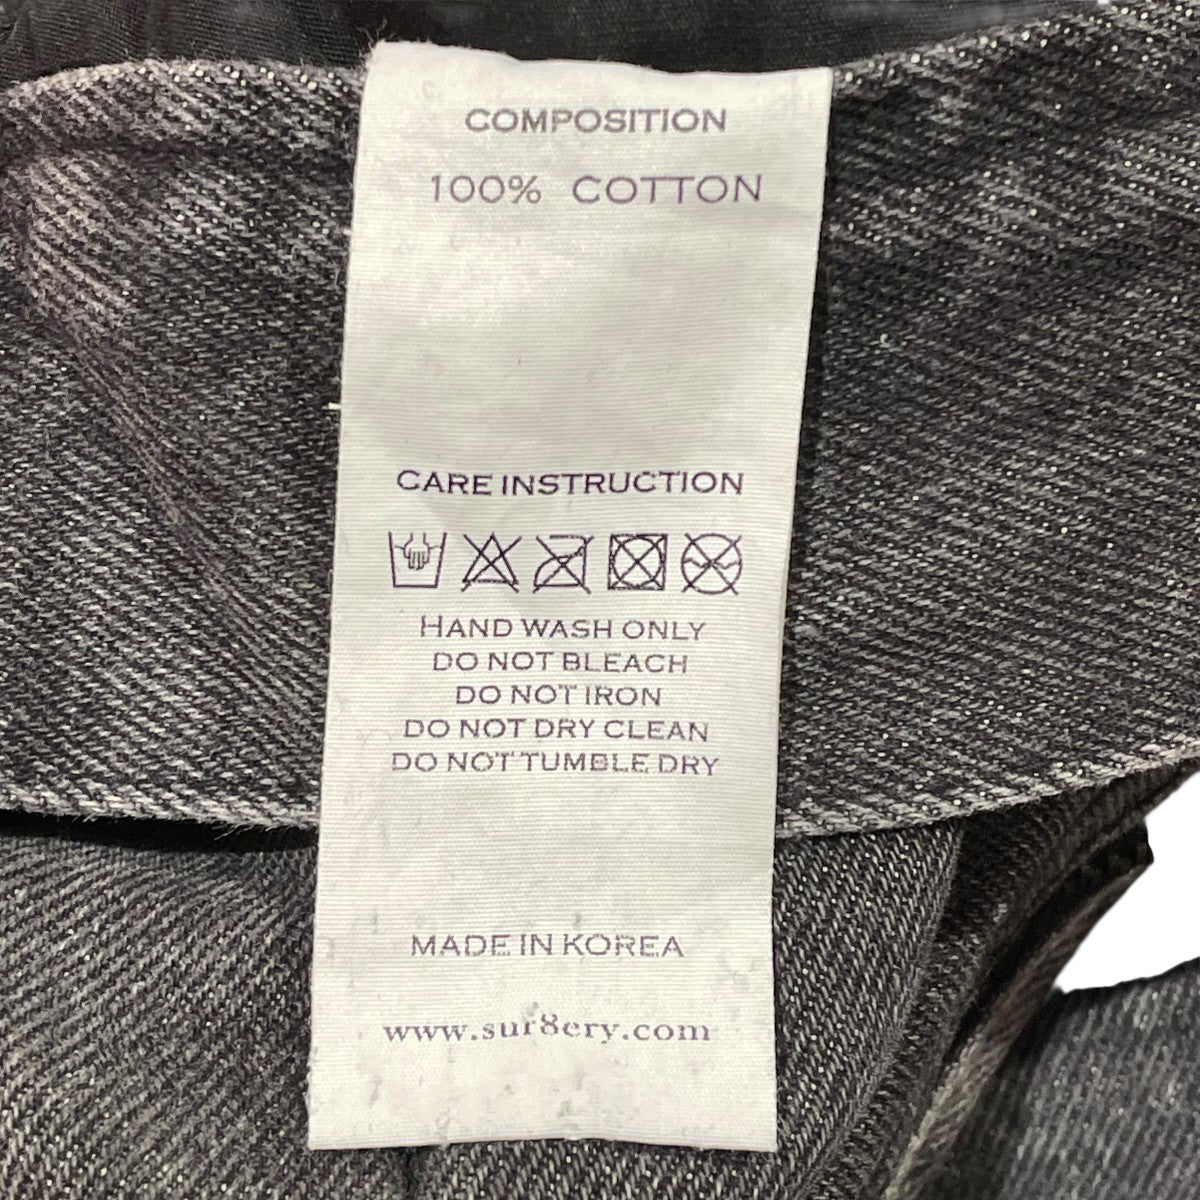 COMPOSITION
100% COTTON
CARE INSTRUCTION
HAND WASH ONLY
DO NOT BLEACH
DO NOT IRON
DO NOT DRY CLEAN
DO NOT TUMBLE DRY
MADE IN KOREA
www.sur8ery.com